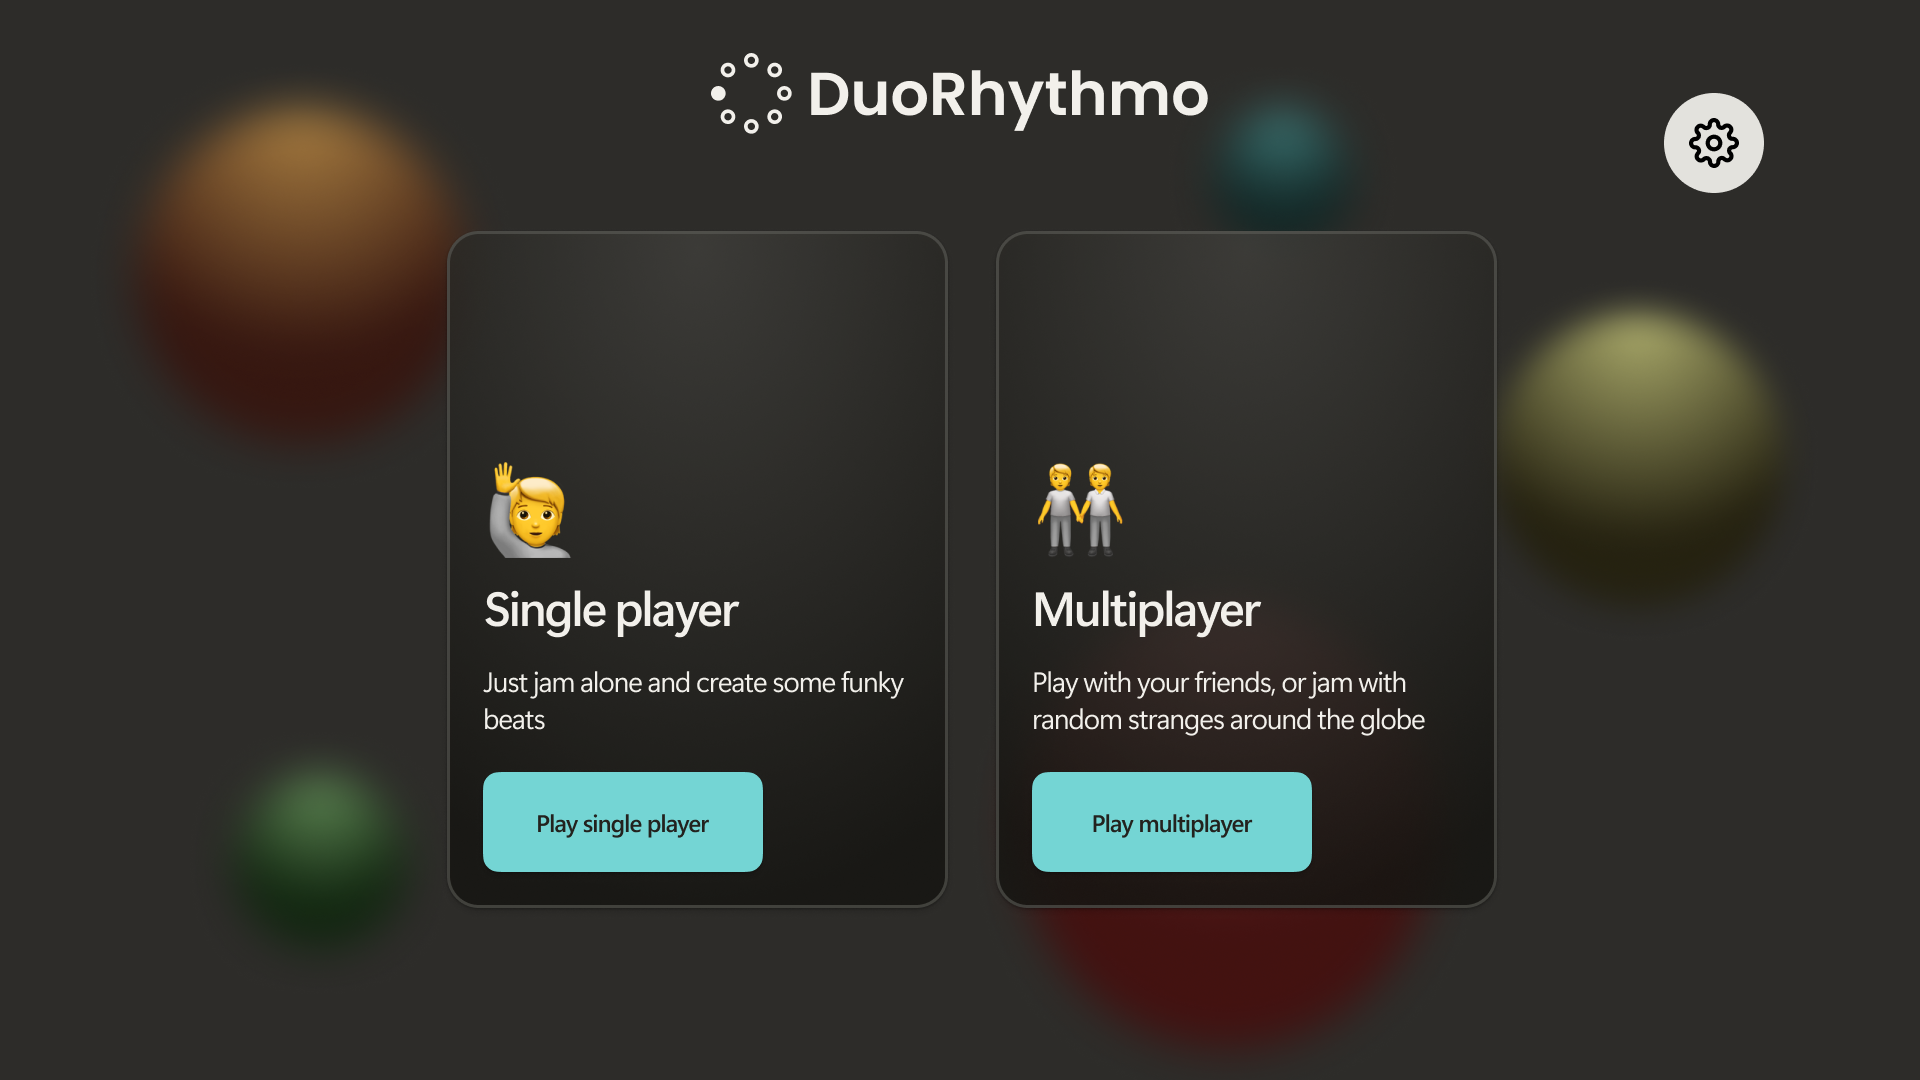 DuoRhythmo
Single player
Just jam alone and create some funky
beats
Play single player
Multiplayer
Play with your friends, or jam with
random stranges around the globe
Play multiplayer